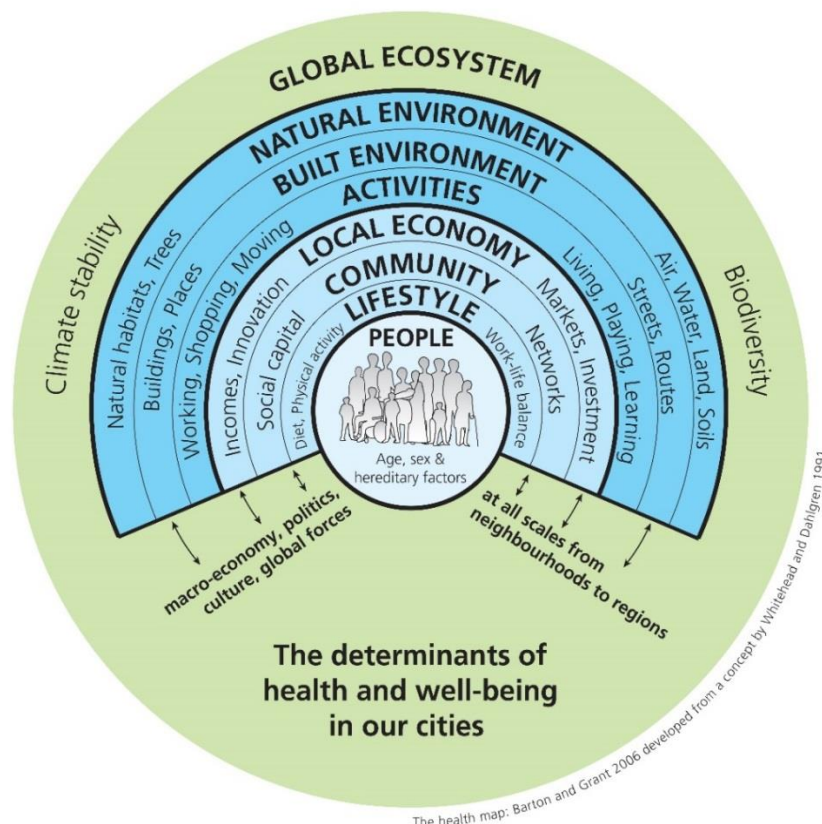 GLOBAL ECOSYSTEM
NATURAL ENVIRONMENT
BUILT ENVIRONMENT
ACTIVITIES
LOCAL ECONOMY
COMMUNITY
LIFESTYLE
PEOPLE
Age, sex &
hereditary factors
Climate stability
Natural habitats, Trees
Buildings, Places
Working, Shopping, Moving
Incomes, Innovation
Social capital
Diet, Physical activity
Work-life balance
Networks
Markets, Investment
Living, Playing, Learning
Streets, Routes
Air, Water, Land, Soils
Biodiversity
macro-economy, politics,
culture, global forces
at all scales from
neighbourhoods to regions
The determinants of
health and well-being
in our cities
The health map: Barton and Grant 2006 developed from a concept by Whitehead and Dahlgren 1991